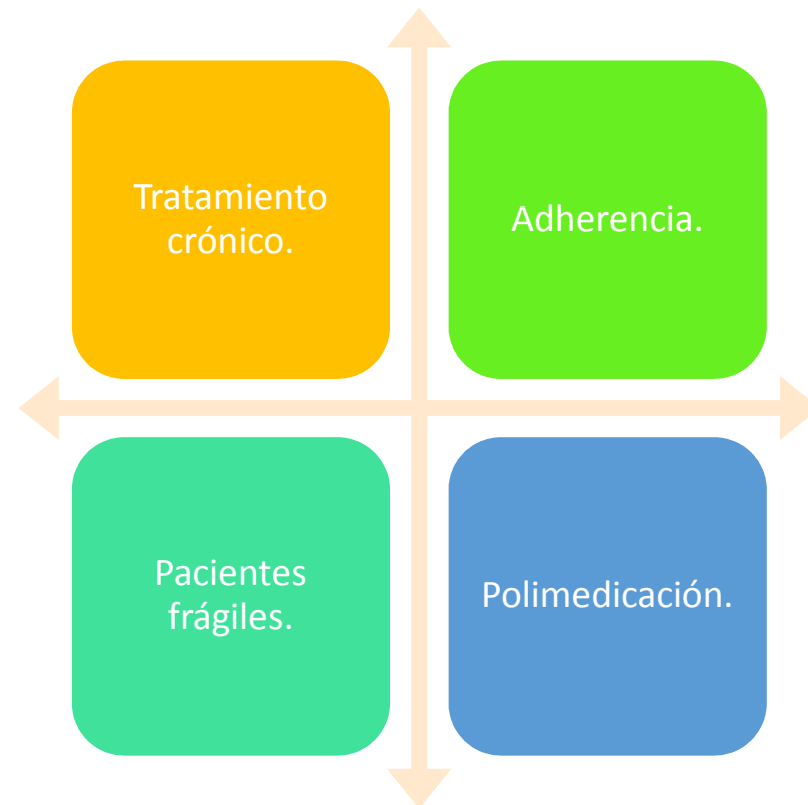 Tratamiento
crónico.
Adherencia.
Pacientes
frágiles.
Polimedicación.